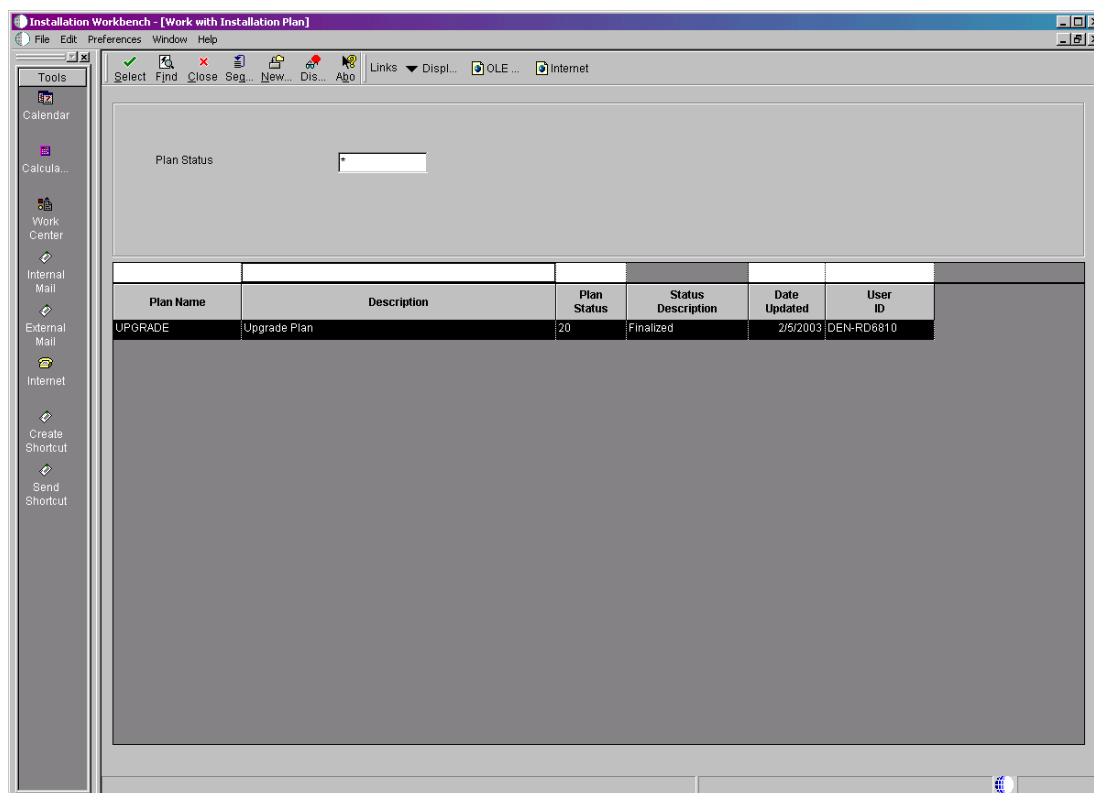 Installation Workbench - [Work with Installation Plan]
File Edit Preferences Window Help
Tools
Select Find Close Seq... New... Dis... Abo Links Displ... OLE ... Internet
Calendar
Calcula...
Work
Center
Internal
Mail
External
Mail
Internet
Create
Shortcut
Send
Shortcut
Plan Status *
Plan Name Description Plan Status Status Description Date Updated User ID
UPGRADE Upgrade Plan 20 Finalized 2/5/2003 DEN-RD6810